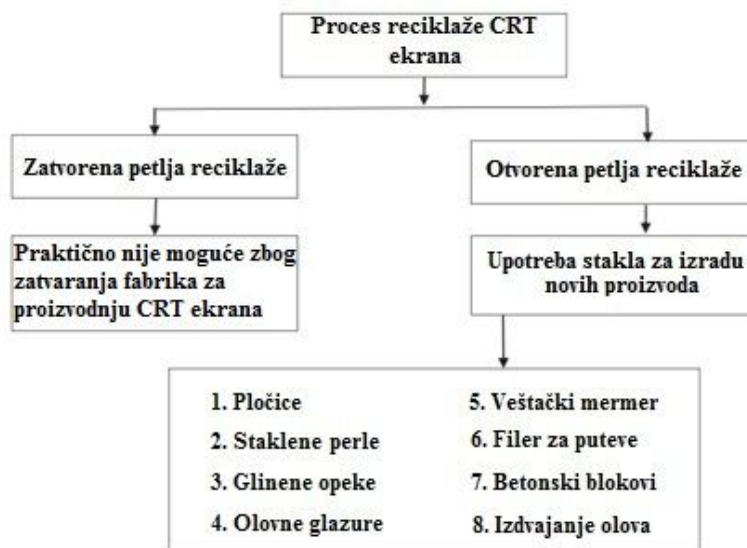 Proces reciklaže CRT
ekrana
Zatvorena petlja reciklaže
Otvorena petlja reciklaže
Praktično nije moguće zbog
zatvaranja fabrika za
proizvodnju CRT ekrana
Upotreba stakla za izradu
novih proizvoda
1. Pločice
2. Staklene perle
3. Glinene opeke
4. Olovne glazure
5. Veštački mermer
6. Filer za puteve
7. Betonski blokovi
8. Izdvajanje olova